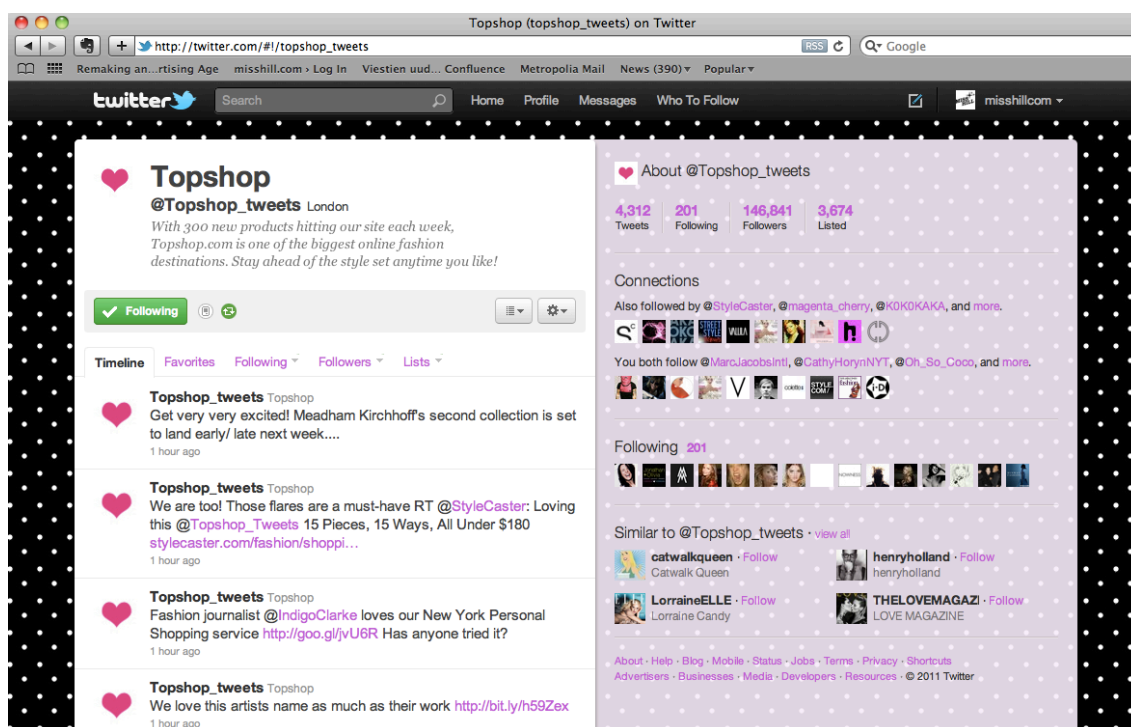 Topshop (topshop_tweets) on Twitter
http://twitter.com/#!/topshop_tweets RSS Google
Remaking an...rtising Age misshill.com › Log In Viestien uud... Confluence Metropolia Mail News (390) Popular
twitter Search Home Profile Messages Who To Follow misshillcom
Topshop
@Topshop_tweets London
With 300 new products hitting our site each week,
Topshop.com is one of the biggest online fashion
destinations. Stay ahead of the style set anytime you like!
Following
Timeline Favorites Following Followers Lists
Topshop_tweets Topshop
Get very very excited! Meadham Kirchhoff's second collection is set
to land early/ late next week....
1 hour ago
Topshop_tweets Topshop
We are too! Those flares are a must-have RT @StyleCaster: Loving
this @Topshop_Tweets 15 Pieces, 15 Ways, All Under $180
stylecaster.com/fashion/shoppi…
1 hour ago
Topshop_tweets Topshop
Fashion journalist @IndigoClarke loves our New York Personal
Shopping service http://goo.gl/jvU6R Has anyone tried it?
1 hour ago
Topshop_tweets Topshop
We love this artists name as much as their work http://bit.ly/h59Zex
1 hour ago
About @Topshop_tweets
4,312 201 146,841 3,674
Tweets Following Followers Listed
Connections
Also followed by @StyleCaster, @magenta_cherry, @K0K0KAKA, and more.
You both follow @MarcJacobsIntl, @CathyHorynNYT, @Oh_So_Coco, and more.
Following 201
Similar to @Topshop_tweets · view all
catwalkqueen · Follow henryholland · Follow
Catwalk Queen henryholland
LorraineELLE · Follow THELOVEMAGAZI · Follow
Lorraine Candy LOVE MAGAZINE
About · Help · Blog · Mobile · Status · Jobs · Terms · Privacy · Shortcuts
Advertisers · Businesses · Media · Developers · Resources · © 2011 Twitter